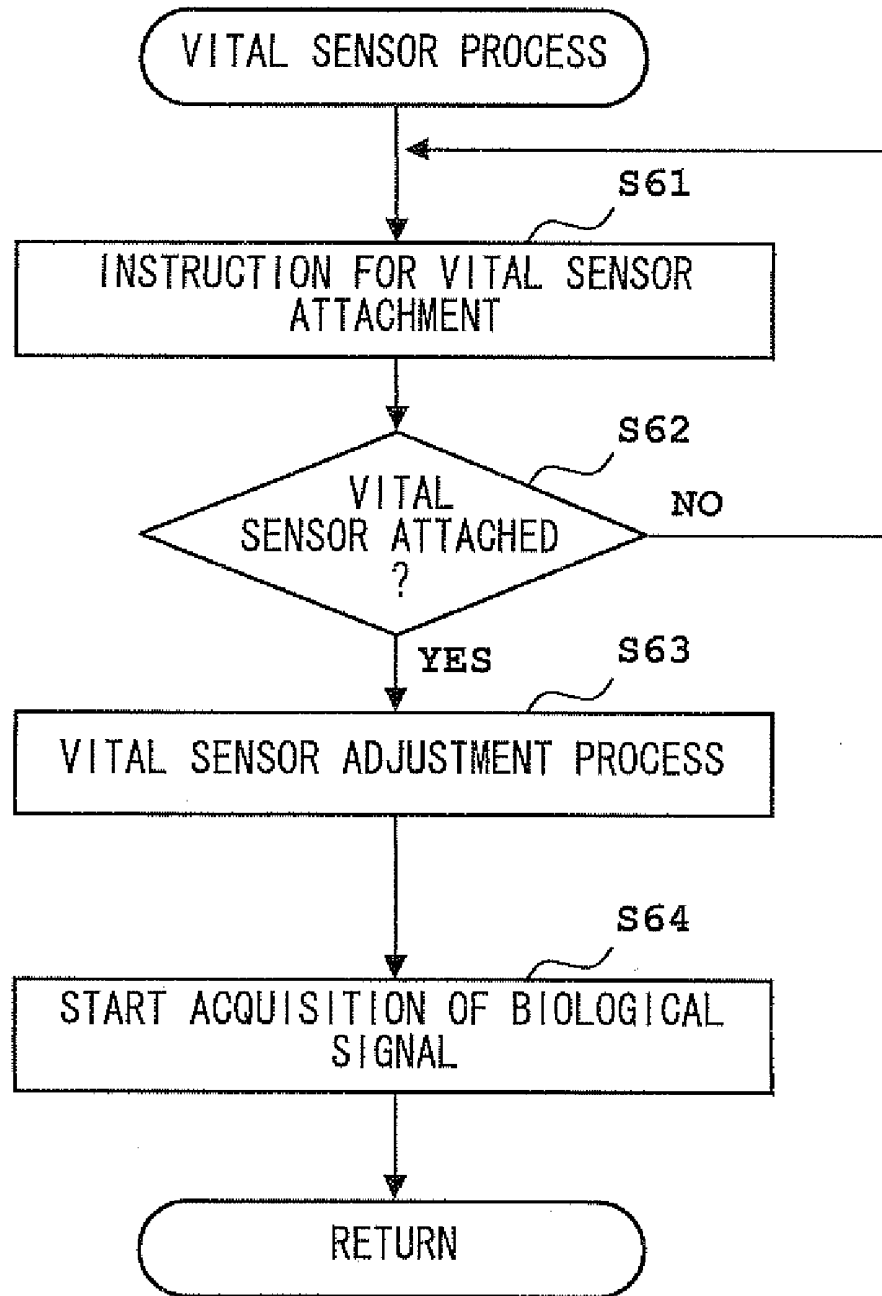 VITAL SENSOR PROCESS
S61
INSTRUCTION FOR VITAL SENSOR
ATTACHMENT
S62
VITAL
SENSOR ATTACHED
?
NO
YES
S63
VITAL SENSOR ADJUSTMENT PROCESS
S64
START ACQUISITION OF BIOLOGICAL
SIGNAL
RETURN